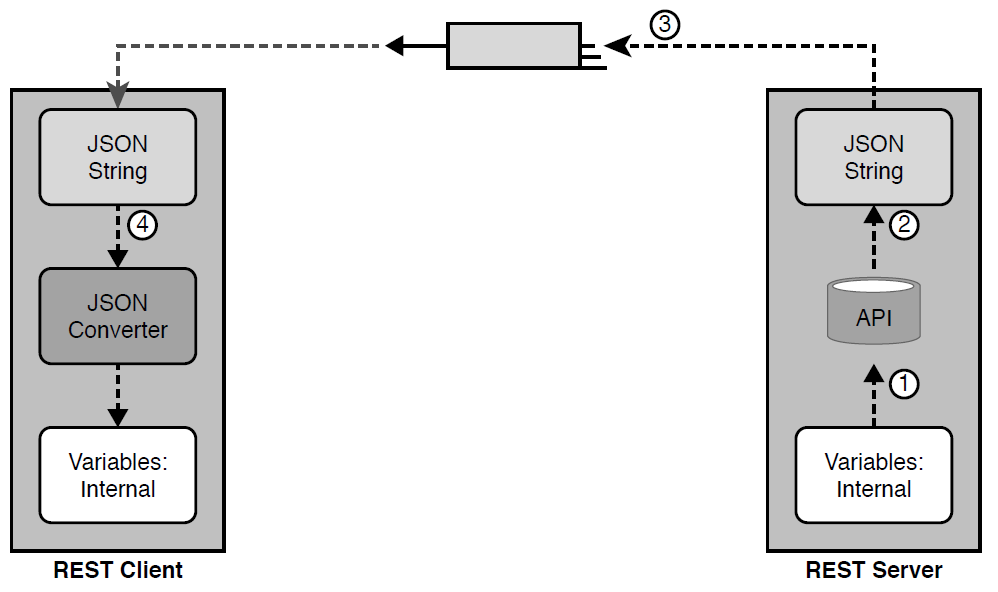 3
JSON
String
4
JSON
Converter
Variables:
Internal
REST Client
JSON
String
2
API
1
Variables:
Internal
REST Server